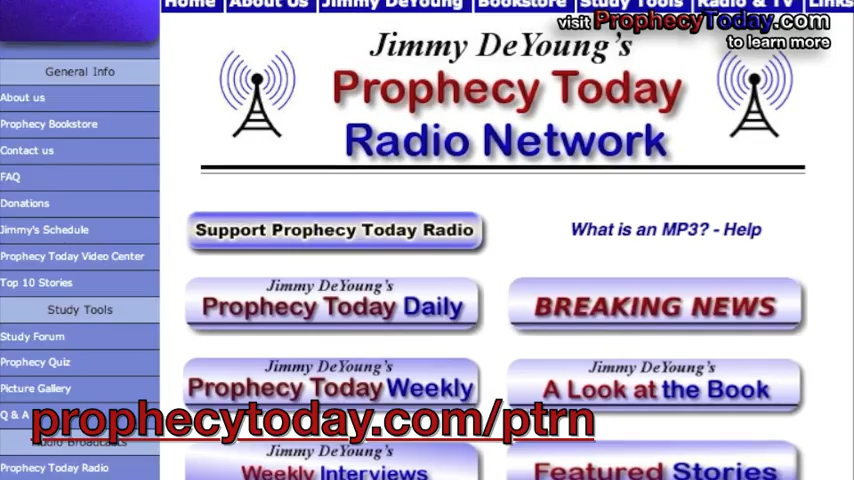 Home About Us Jimmy DeYoung Bookstore Study Tools Radio & TV Links
visit ProphecyToday.com
to learn more
General Info
About us
Prophecy Bookstore
Contact us
FAQ
Donations
Jimmy's Schedule
Prophecy Today Video Center
Top 10 Stories
Study Tools
Study Forum
Prophecy Quiz
Picture Gallery
Q & A
Audio Broadcasts
Prophecy Today Radio
Jimmy DeYoung's
Prophecy Today
Radio Network
Support Prophecy Today Radio
What is an MP3? - Help
Jimmy DeYoung's
Prophecy Today Daily
BREAKING NEWS
Jimmy DeYoung's
Prophecy Today Weekly
Jimmy DeYoung's
A Look at the Book
prophecytoday.com/ptrn
Jimmy DeYoung's
Weekly Interviews
Featured Stories